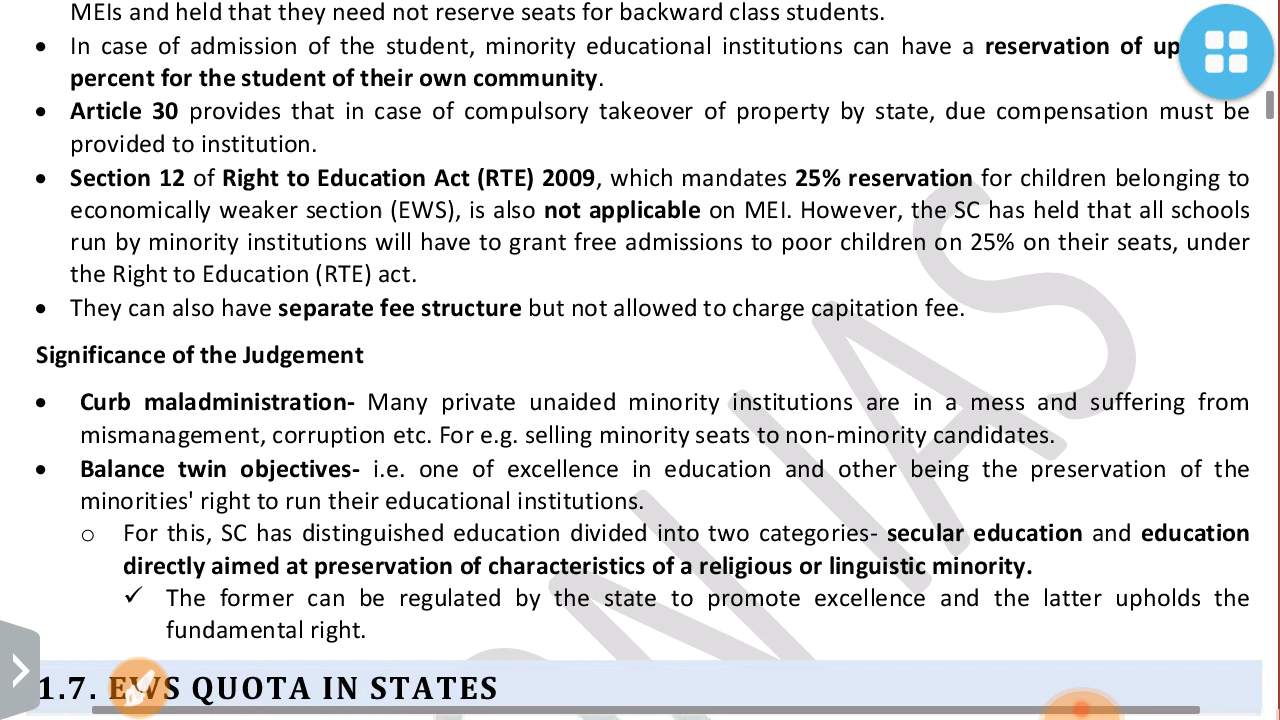 MEIs and held that they need not reserve seats for backward class students.
• In case of admission of the student, minority educational institutions can have a reservation of up
percent for the student of their own community.
• Article 30 provides that in case of compulsory takeover of property by state, due compensation must be
provided to institution.
• Section 12 of Right to Education Act (RTE) 2009, which mandates 25% reservation for children belonging to
economically weaker section (EWS), is also not applicable on MEI. However, the SC has held that all schools
run by minority institutions will have to grant free admissions to poor children on 25% on their seats, under
the Right to Education (RTE) act.
• They can also have separate fee structure but not allowed to charge capitation fee.
Significance of the Judgement
• Curb maladministration- Many private unaided minority institutions are in a mess and suffering from
mismanagement, corruption etc. For e.g. selling minority seats to non-minority candidates.
• Balance twin objectives- i.e. one of excellence in education and other being the preservation of the
minorities' right to run their educational institutions.
o For this, SC has distinguished education divided into two categories- secular education and education
directly aimed at preservation of characteristics of a religious or linguistic minority.
✓ The former can be regulated by the state to promote excellence and the latter upholds the
fundamental right.
1.7. EWS QUOTA IN STATES
IAS